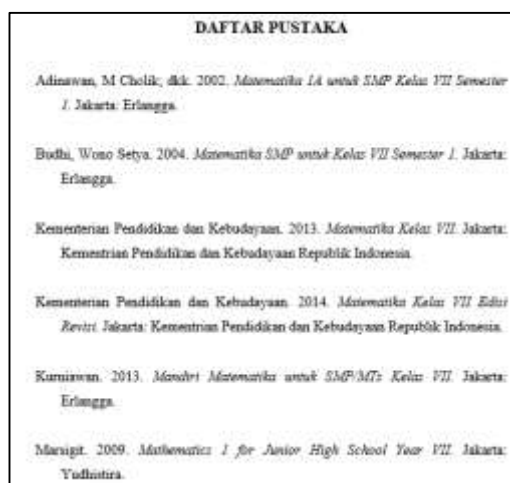 DAFTAR PUSTAKA
Adinawan, M Cholik; dkk. 2002. Matematika 1A untuk SMP Kelas VII Semester
1. Jakarta: Erlangga.
Budhi, Wono Setya. 2004. Matematika SMP untuk Kelas VII Semester 1. Jakarta:
Erlangga.
Kementerian Pendidikan dan Kebudayaan. 2013. Matematika Kelas VII. Jakarta:
Kementrian Pendidikan dan Kebudayaan Republik Indonesia.
Kementerian Pendidikan dan Kebudayaan. 2014. Matematika Kelas VII Edisi
Revisi. Jakarta: Kementrian Pendidikan dan Kebudayaan Republik Indonesia.
Kurniawan. 2013. Mandiri Matematika untuk SMP/MTs Kelas VII. Jakarta:
Erlangga.
Marsigit. 2009. Mathematics 1 for Junior High School Year VII. Jakarta:
Yudhistira.